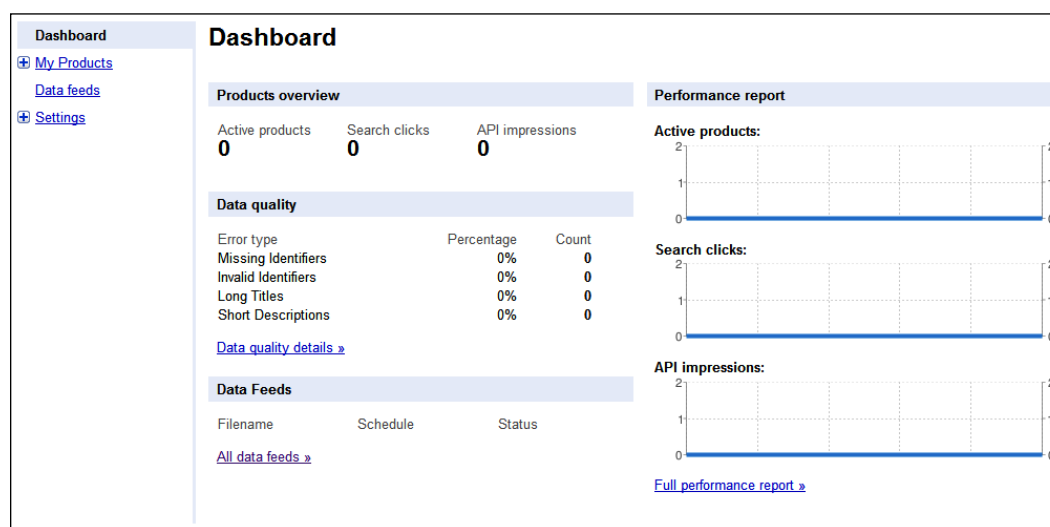 Dashboard
My Products
Data feeds
Settings
Dashboard
Products overview
Active products Search clicks API impressions
0 0 0
Data quality
Error type Percentage Count
Missing Identifiers 0% 0
Invalid Identifiers 0% 0
Long Titles 0% 0
Short Descriptions 0% 0
Data quality details »
Data Feeds
Filename Schedule Status
All data feeds »
Performance report
Active products:
2
1
0
Search clicks:
2
1
0
API impressions:
2
1
0
Full performance report »